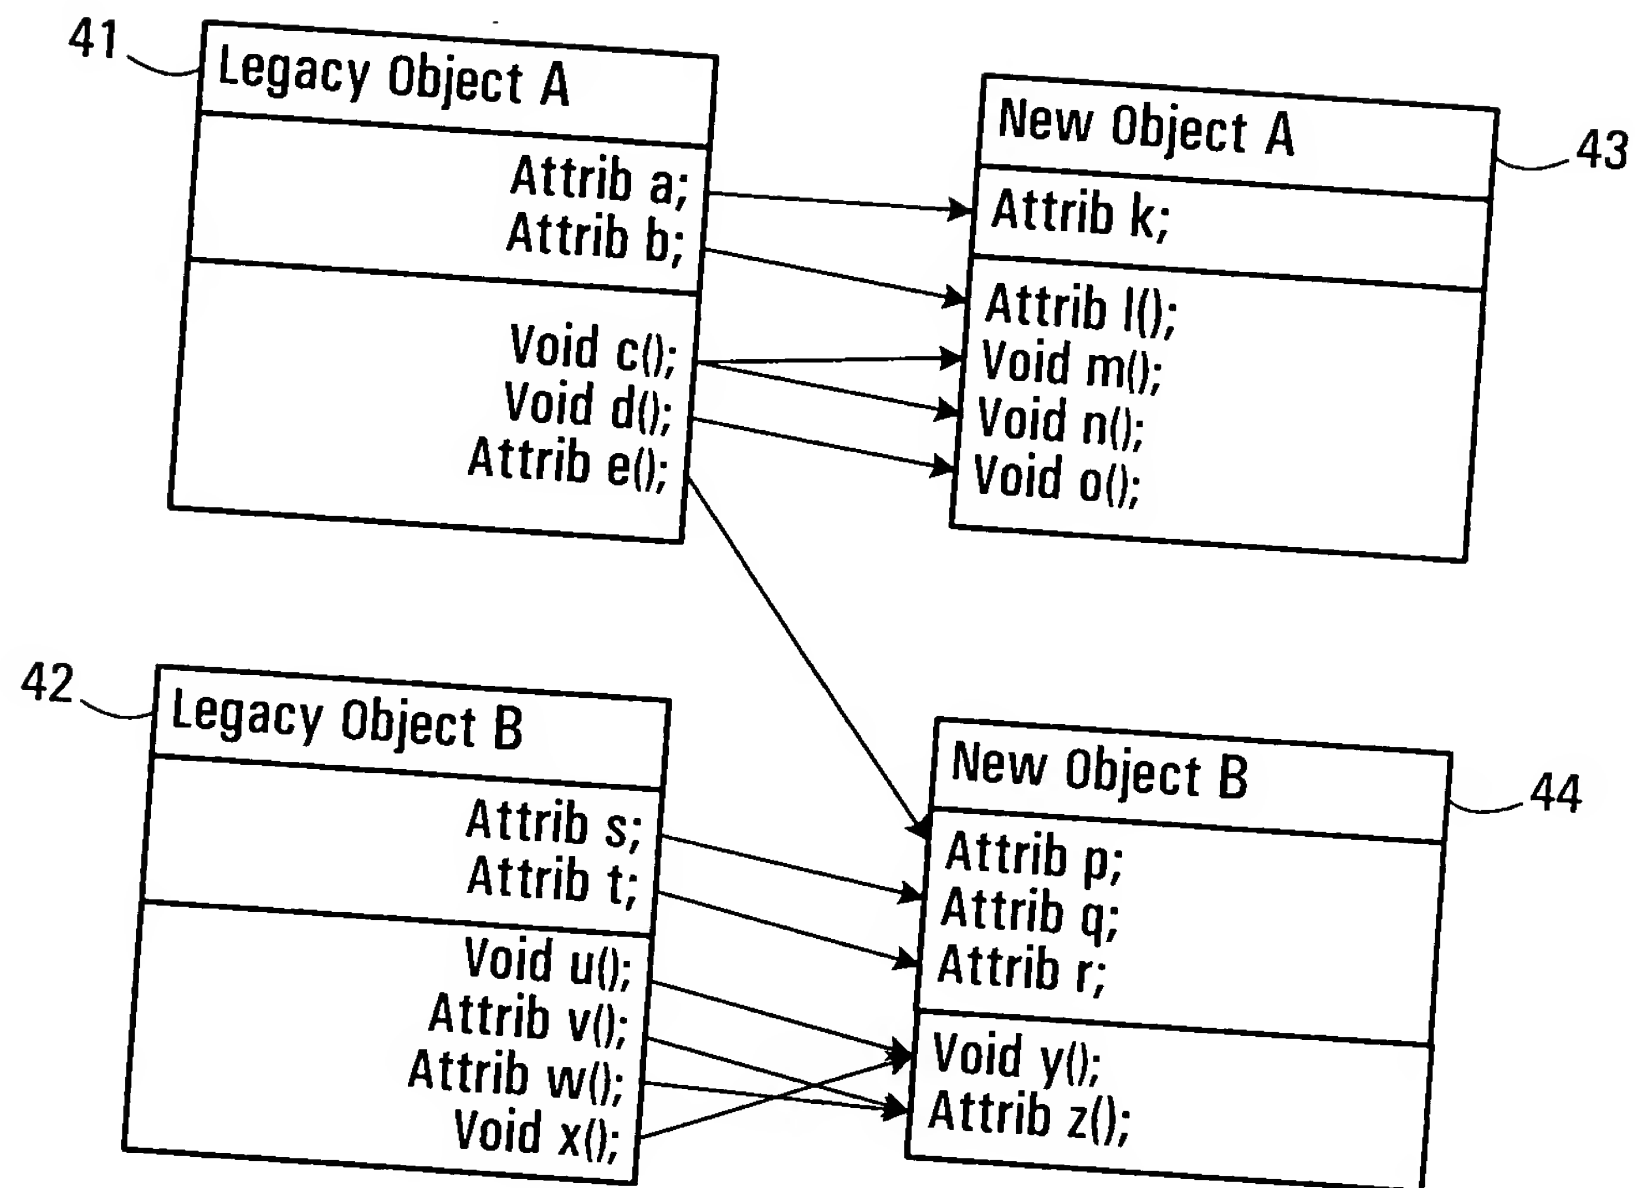 41
Legacy Object A
Attrib a;
Attrib b;
Void c();
Void d();
Attrib e();
New Object A
43
Attrib k;
Attrib l();
Void m();
Void n();
Void o();
42
Legacy Object B
Attrib s;
Attrib t;
Void u();
Attrib v();
Attrib w();
Void x();
New Object B
44
Attrib p;
Attrib q;
Attrib r;
Void y();
Attrib z();